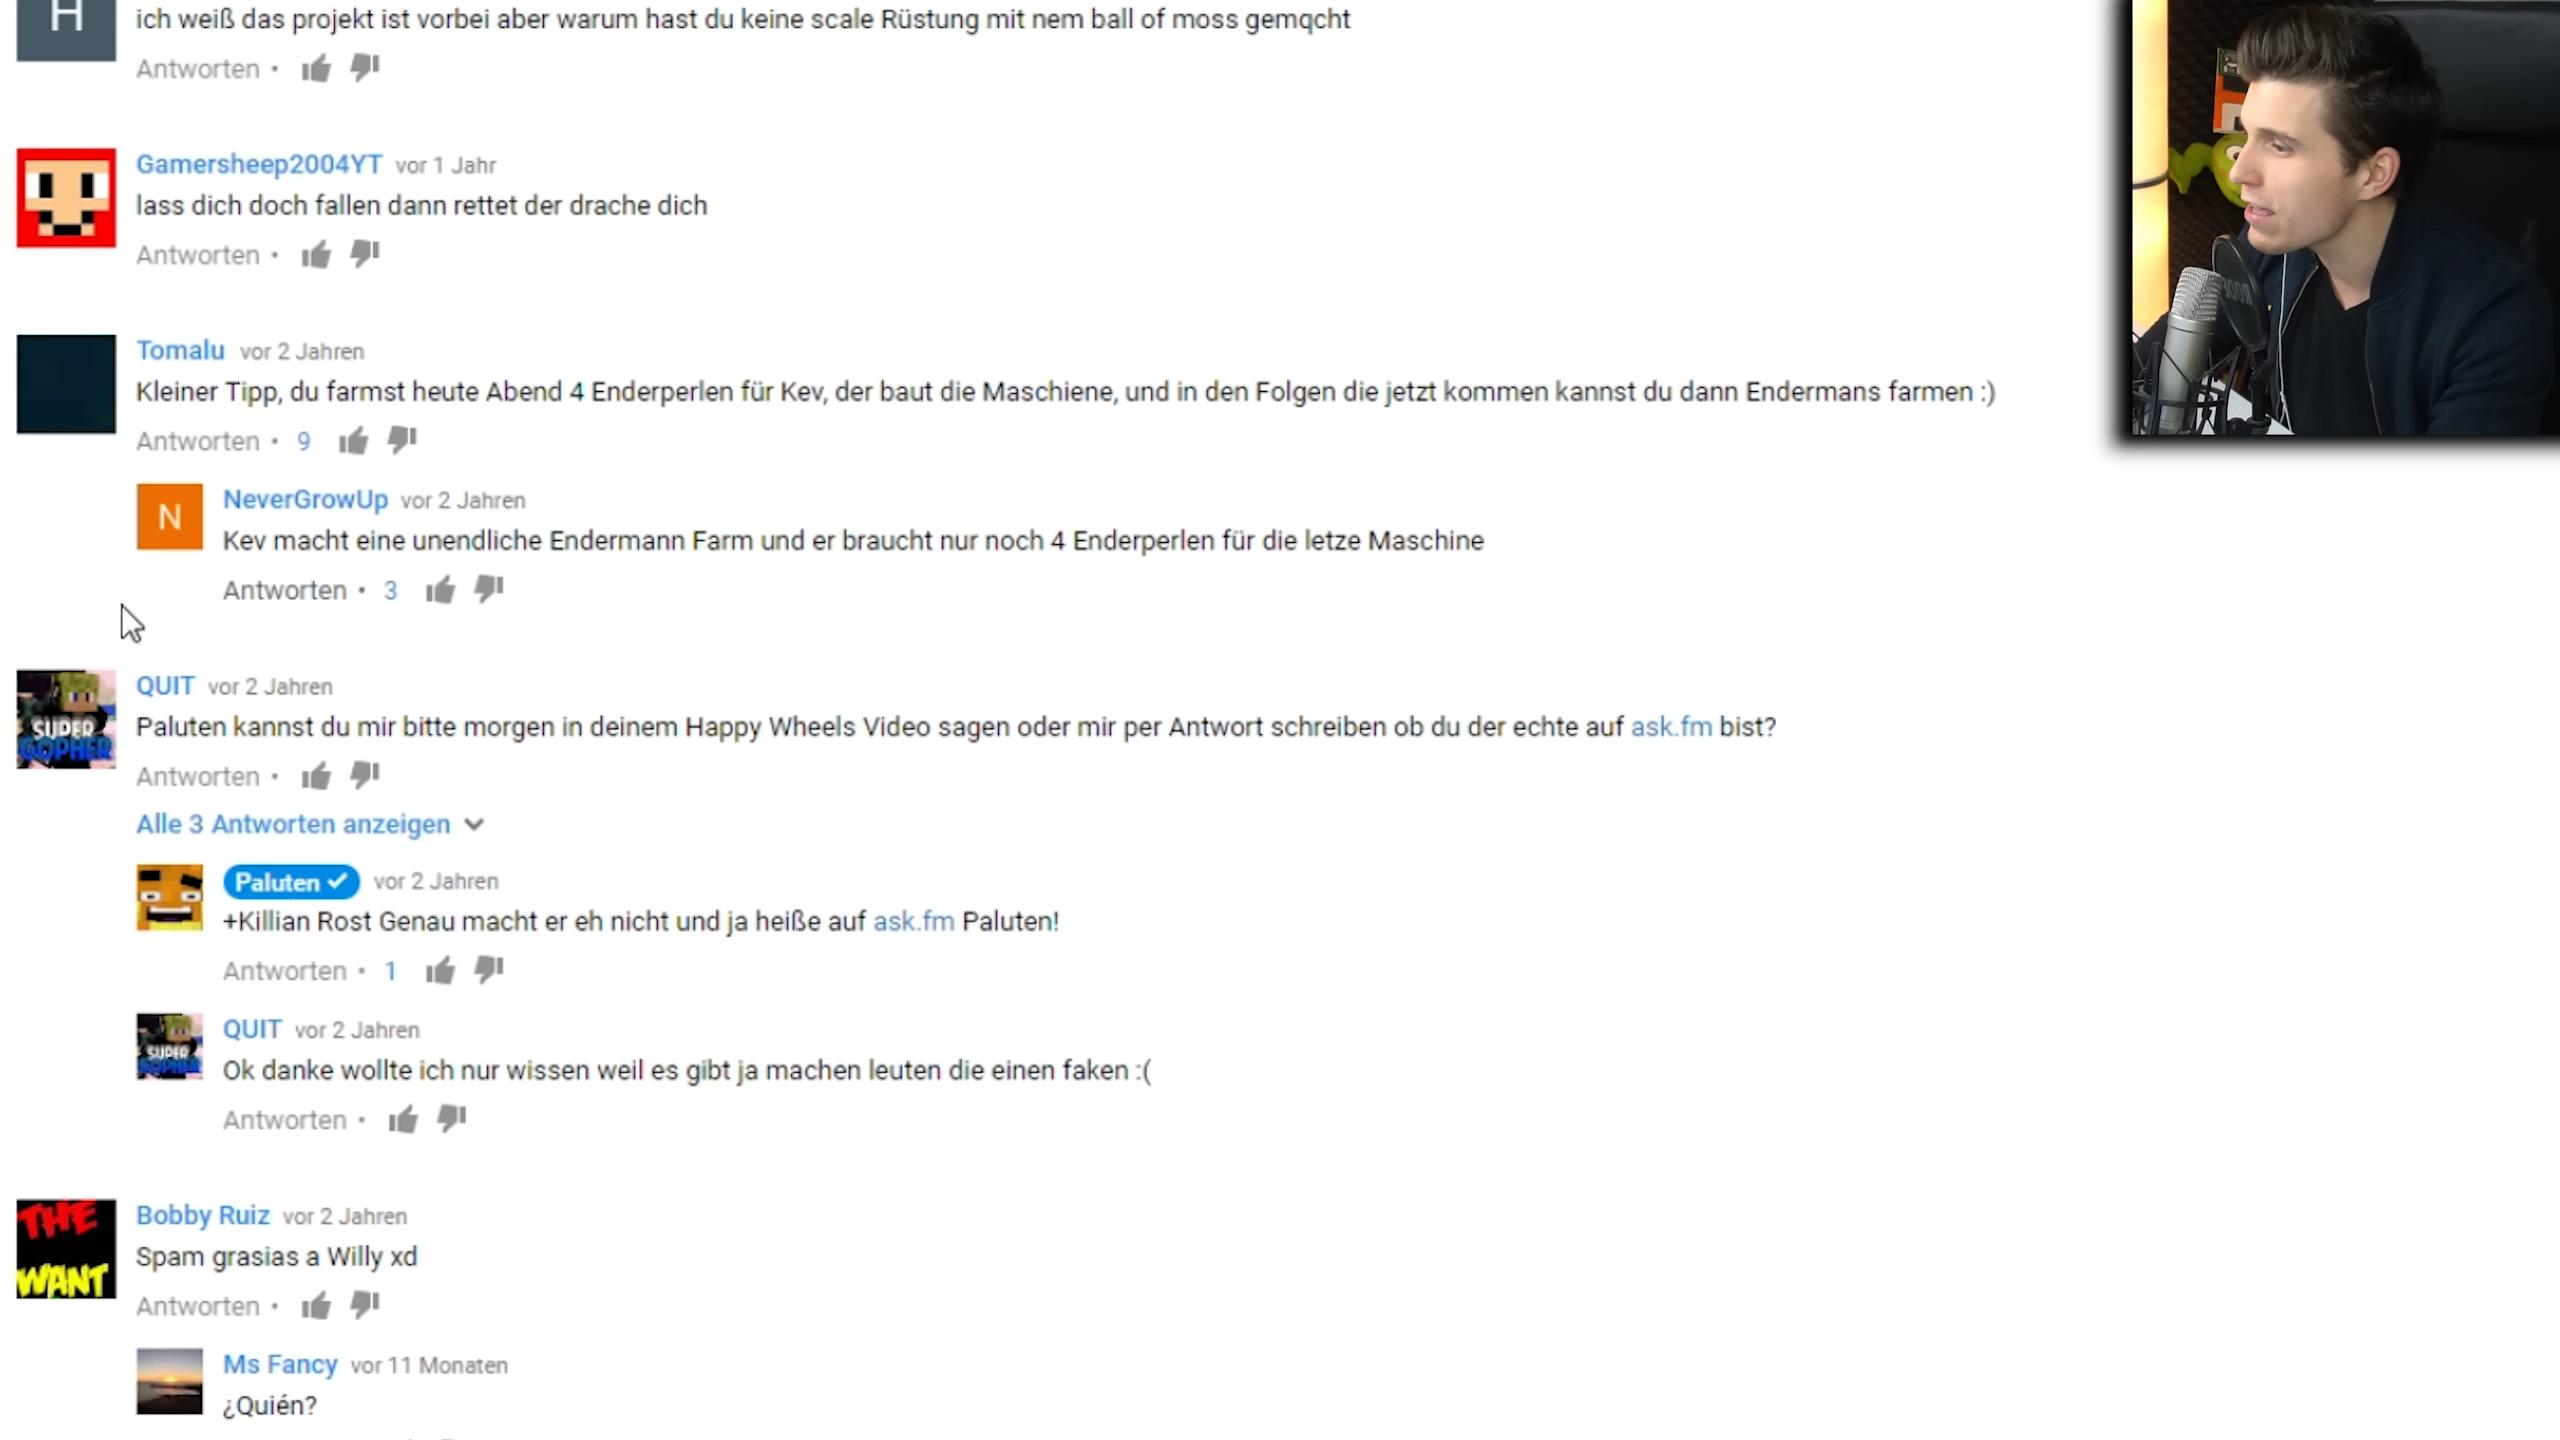 H
ich weiß das projekt ist vorbei aber warum hast du keine scale Rüstung mit nem ball of moss gemqcht
Antworten •
Gamersheep2004YT vor 1 Jahr
lass dich doch fallen dann rettet der drache dich
Antworten •
Tomalu vor 2 Jahren
Kleiner Tipp, du farmst heute Abend 4 Enderperlen für Kev, der baut die Maschiene, und in den Folgen die jetzt kommen kannst du dann Endermans farmen :)
Antworten • 9
N
NeverGrowUp vor 2 Jahren
Kev macht eine unendliche Endermann Farm und er braucht nur noch 4 Enderperlen für die letze Maschine
Antworten • 3
SUPER
GOPHER
QUIT vor 2 Jahren
Paluten kannst du mir bitte morgen in deinem Happy Wheels Video sagen oder mir per Antwort schreiben ob du der echte auf ask.fm bist?
Antworten •
Alle 3 Antworten anzeigen
Paluten vor 2 Jahren
+Killian Rost Genau macht er eh nicht und ja heiße auf ask.fm Paluten!
Antworten • 1
SUPER
GOPHER
QUIT vor 2 Jahren
Ok danke wollte ich nur wissen weil es gibt ja machen leuten die einen faken :(
Antworten •
THE
WANT
Bobby Ruiz vor 2 Jahren
Spam grasias a Willy xd
Antworten •
Ms Fancy vor 11 Monaten
¿Quién?